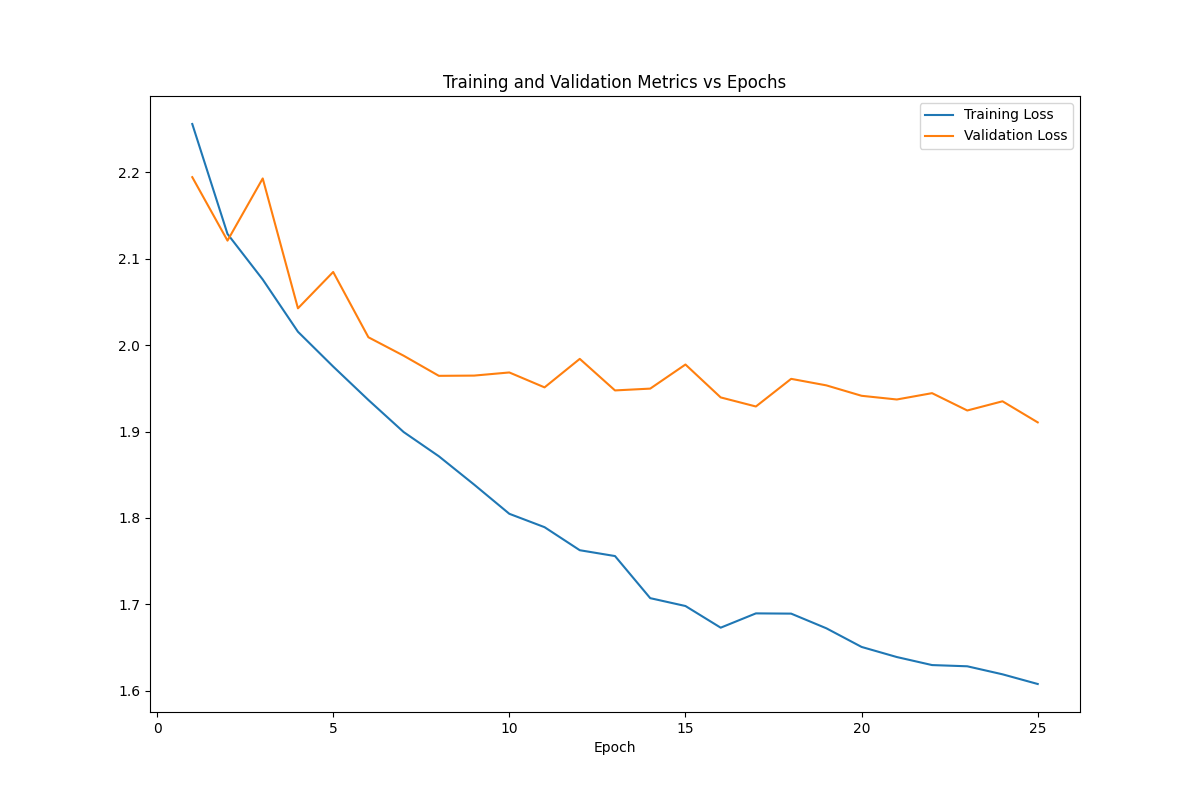 Training and Validation Metrics vs Epochs
Training Loss
Validation Loss
2.2
2.1
2.0
1.9
1.8
1.7
1.6
0 5 10 15 20 25
Epoch